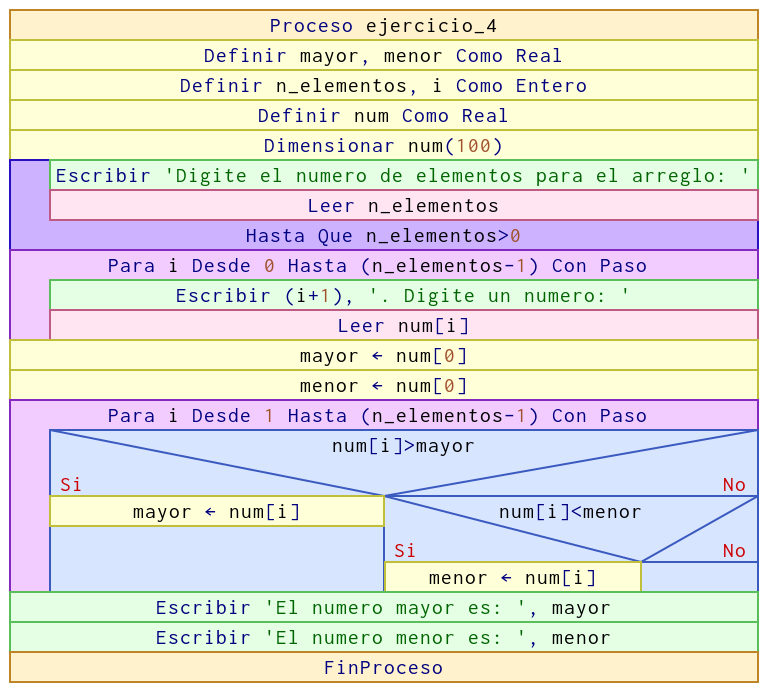 Proceso ejercicio_4
Definir mayor, menor Como Real
Definir n_elementos, i Como Entero
Definir num Como Real
Dimensionar num(100)
Escribir 'Digite el numero de elementos para el arreglo: '
Leer n_elementos
Hasta Que n_elementos>0
Para i Desde 0 Hasta (n_elementos-1) Con Paso
Escribir (i+1), '. Digite un numero: '
Leer num[i]
mayor ← num[0]
menor ← num[0]
Para i Desde 1 Hasta (n_elementos-1) Con Paso
num[i]>mayor
Si No
mayor ← num[i] num[i]<menor
Si No
menor ← num[i]
Escribir 'El numero mayor es: ', mayor
Escribir 'El numero menor es: ', menor
FinProceso